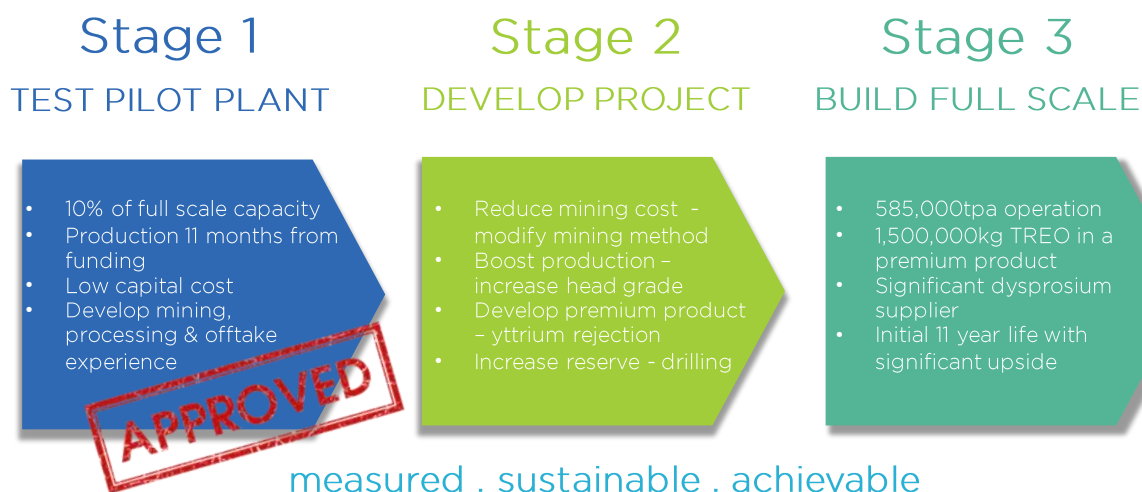 Stage 1
TEST PILOT PLANT
• 10% of full scale capacity
• Production 11 months from
funding
• Low capital cost
• Develop mining,
processing & offtake
experience
APPROVED
Stage 2
DEVELOP PROJECT
• Reduce mining cost -
modify mining method
• Boost production –
increase head grade
• Develop premium product
– yttrium rejection
• Increase reserve - drilling
Stage 3
BUILD FULL SCALE
• 585,000tpa operation
• 1,500,000kg TREO in a
premium product
• Significant dysprosium
supplier
• Initial 11 year life with
significant upside
measured . sustainable . achievable